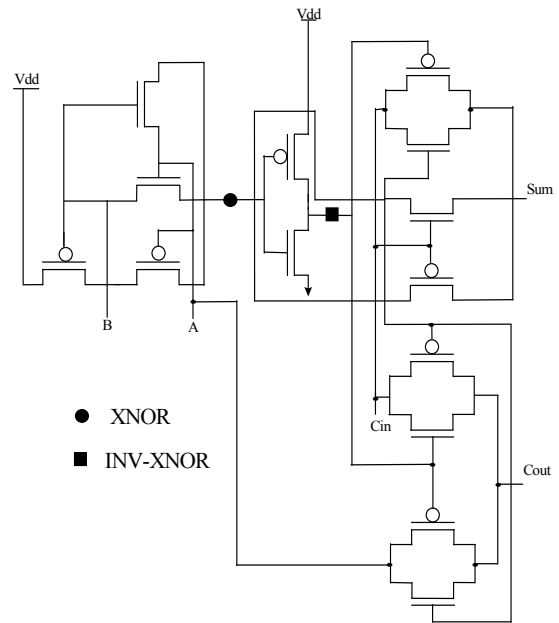 Vdd
Vdd
Sum
B
A
Cin
XNOR
INV-XNOR
Cout